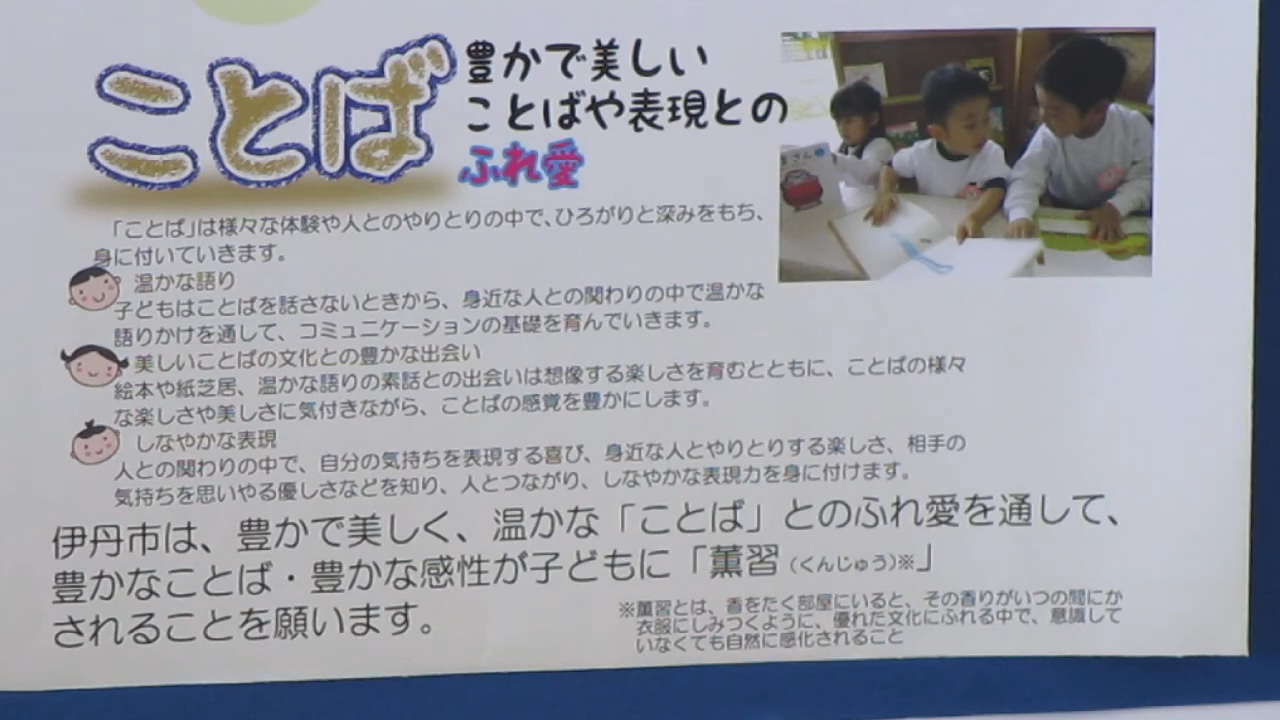 ことば
豊かで美しい
ことばや表現との
ふれ愛
さん
「ことば」は様々な体験や人とのやりとりの中で、ひろがりと深みをもち、
身に付いていきます。
温かな語り
子どもはことばを話さないときから、身近な人との関わりの中で温かな
語りかけを通して、コミュニケーションの基礎を育んでいきます。
美しいことばの文化との豊かな出会い
絵本や紙芝居、温かな語りの素話との出会いは想像する楽しさを育むとともに、ことばの様々
な楽しさや美しさに気付きながら、ことばの感覚を豊かにします。
しなやかな表現
人との関わりの中で、自分の気持ちを表現する喜び、身近な人とやりとりする楽しさ、相手の
気持ちを思いやる優しさなどを知り、人とつながり、しなやかな表現力を身に付けます。
伊丹市は、豊かで美しく、温かな「ことば」とのふれ愛を通して、
豊かなことば・豊かな感性が子どもに「薫習（くんじゅう）※」
されることを願います。
※薫習とは、香をたく部屋にいると、その香りがいつの間にか
衣服にしみつくように、優れた文化にふれる中で、意識して
いなくても自然に感化されること